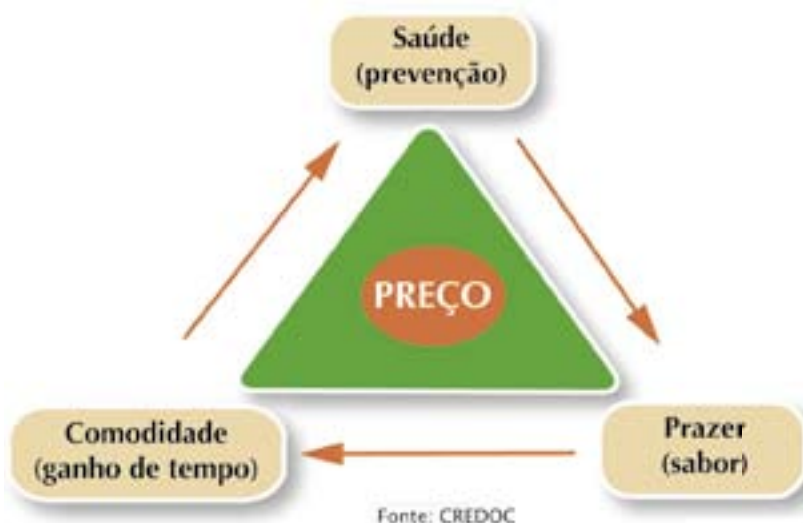 Saúde
(prevenção)
PREÇO
Comodidade
(ganho de tempo)
Prazer
(sabor)
Fonte: CREDOC